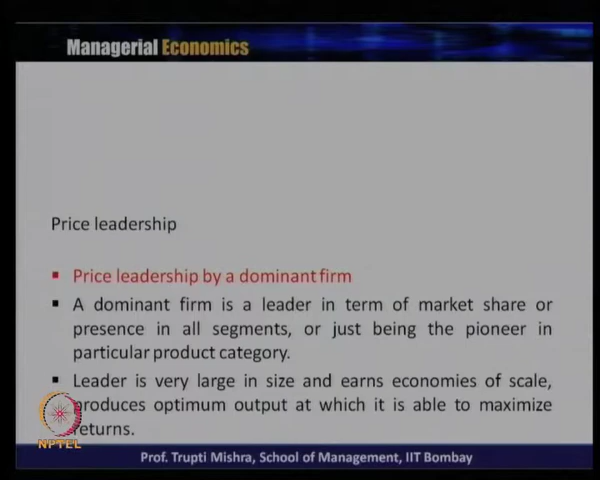 Managerial Economics
Price leadership
▪ Price leadership by a dominant firm
▪ A dominant firm is a leader in term of market share or
presence in all segments, or just being the pioneer in
particular product category.
▪ Leader is very large in size and earns economies of scale,
produces optimum output at which it is able to maximize
returns.
NPTEL
Prof. Trupti Mishra, School of Management, IIT Bombay